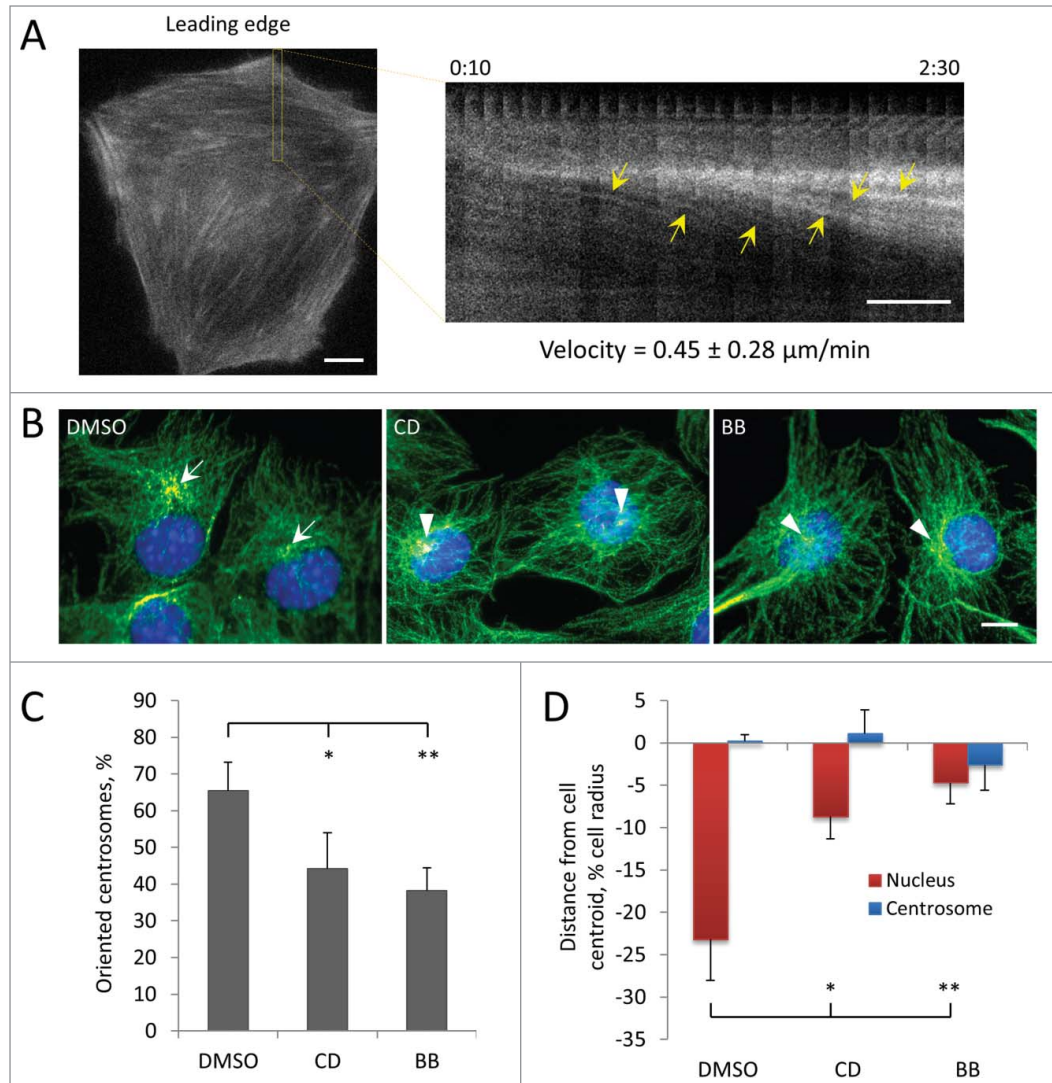 A
Leading edge
0:10 2:30
Velocity = 0.45 ± 0.28 µm/min
B
DMSO CD BB
C
Oriented centrosomes, %
90
80
70
60
50
40
30
20
10
0
* **
DMSO CD BB
D
Distance from cell
centroid, % cell radius
5
0
-5
-10
-15
-20
-25
-30
-35
Nucleus
Centrosome
* **
DMSO CD BB